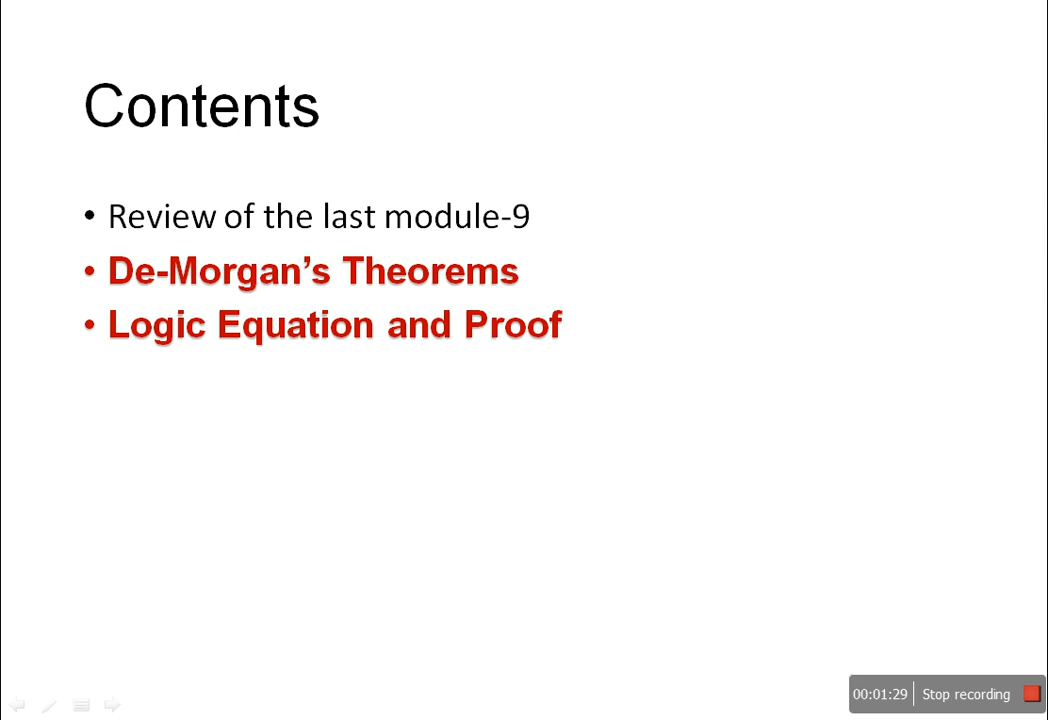 Contents
• Review of the last module-9
• De-Morgan’s Theorems
• Logic Equation and Proof
00:01:29 Stop recording